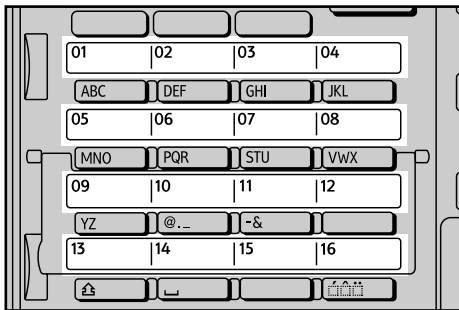 01 02 03 04
ABC DEF GHI JKL
05 06 07 08
MNO PQR STU VWX
09 10 11 12
YZ @._ -&
13 14 15 16